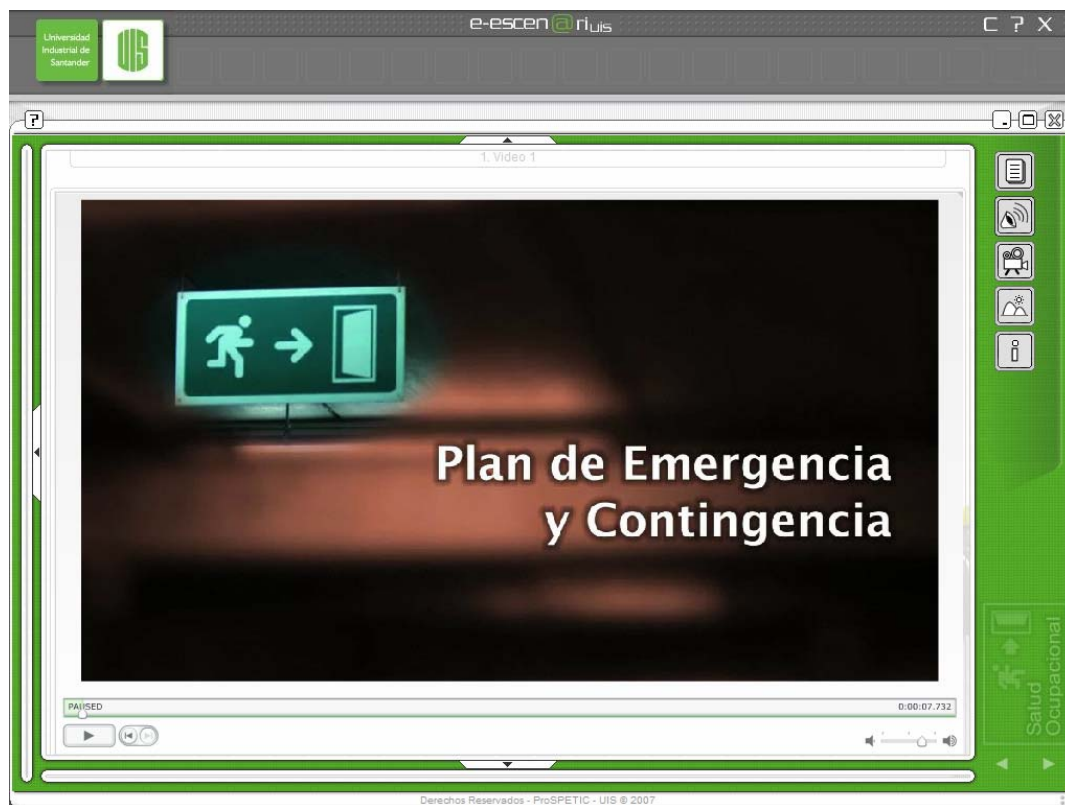 Universidad
Industrial de
Santander
UIS
e-escen@riuis
C ? X
?
1. Video 1
Plan de Emergencia
y Contingencia
PAUSED
0:00:07.732
Salud
Ocupacional
Derechos Reservados - ProSPETIC - UIS © 2007